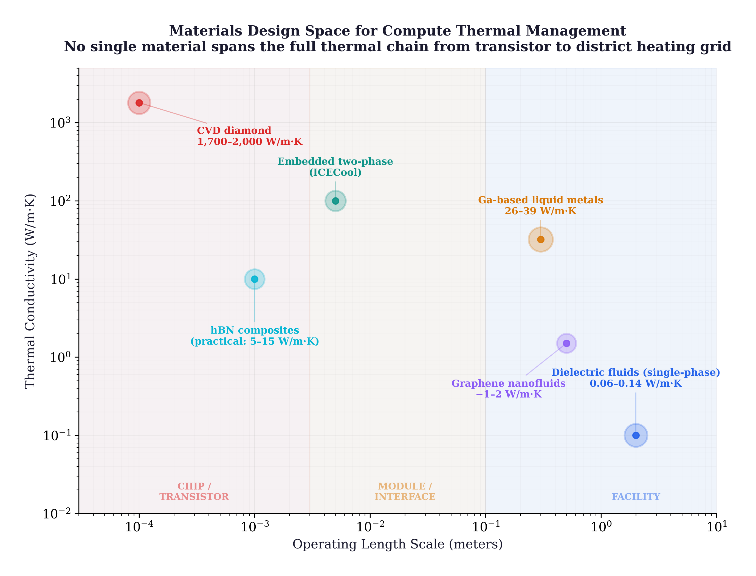 Materials Design Space for Compute Thermal Management
No single material spans the full thermal chain from transistor to district heating grid
Thermal Conductivity (W/m·K)
10³
10²
10¹
10⁰
10⁻¹
10⁻²
CVD diamond
1,700–2,000 W/m·K
Embedded two-phase
(ICECool)
Ga-based liquid metals
26–39 W/m·K
hBN composites
(practical: 5–15 W/m·K)
Graphene nanofluids
~1–2 W/m·K
Dielectric fluids (single-phase)
0.06–0.14 W/m·K
CHIP /
TRANSISTOR
MODULE /
INTERFACE
FACILITY
10⁻⁴
10⁻³
10⁻²
10⁻¹
10⁰
10¹
Operating Length Scale (meters)